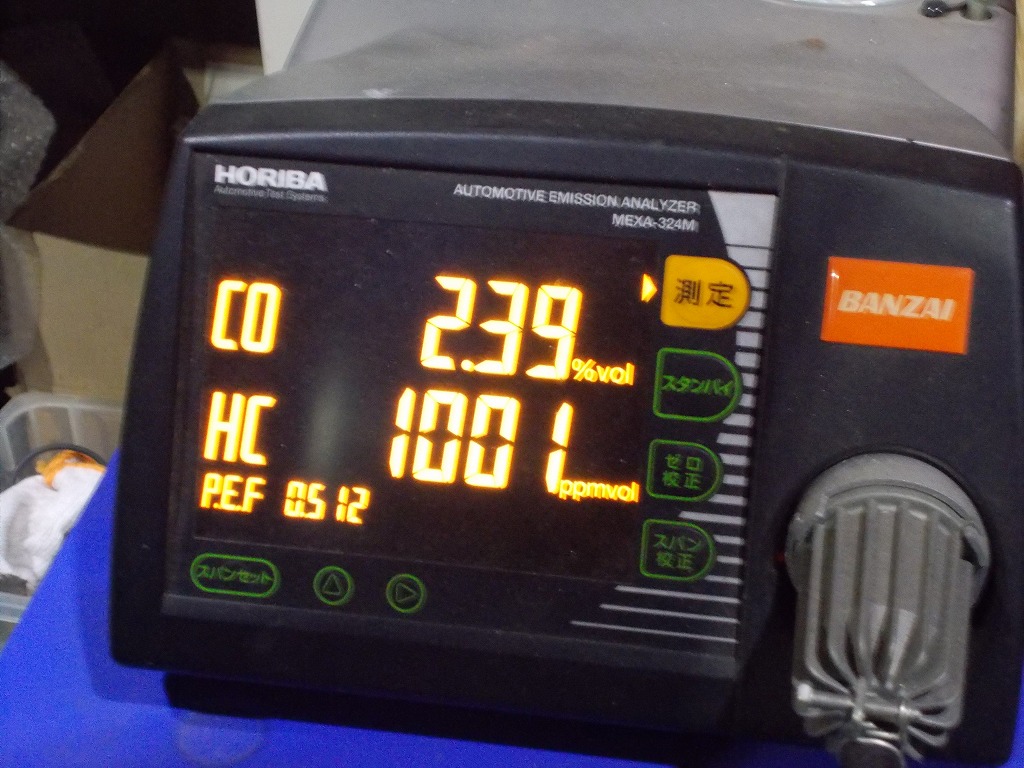 HORIBA
Automotive Test Systems
AUTOMOTIVE EMISSION ANALYZER
MEXA-324M
測定
BANZAI
CO 2.39 %vol
スタンバイ
HC 1001 ppmvol
ゼロ
校正
P.E.F 0.512
スパン
校正
スパンセット